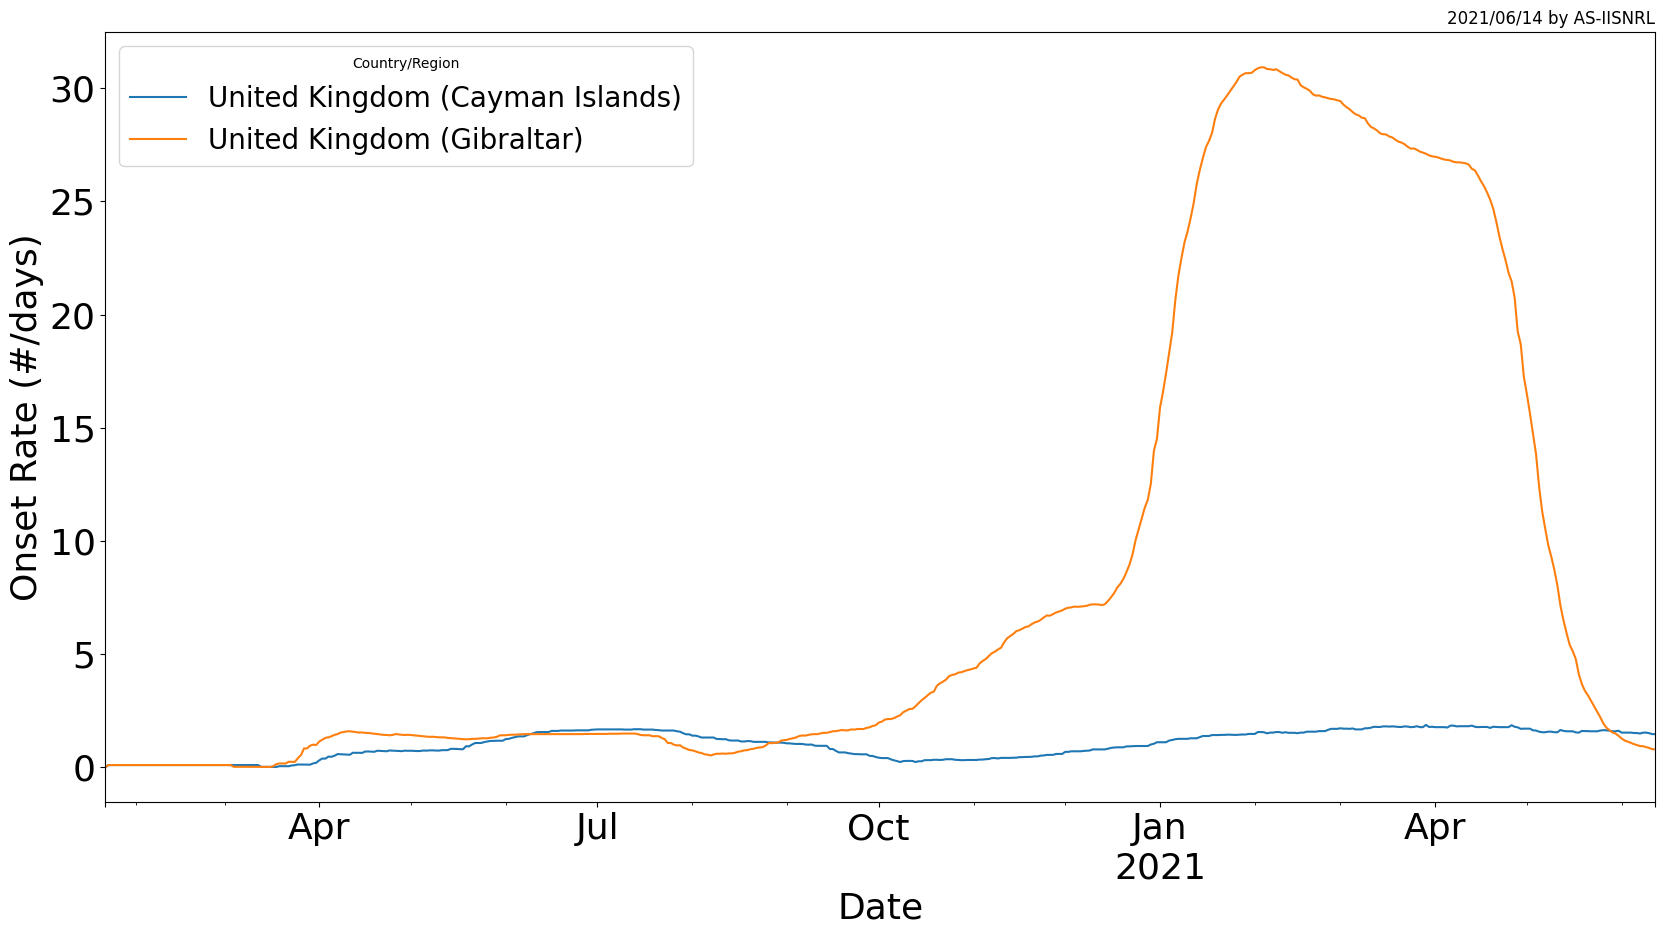 2021/06/14 by AS-IISNRL
Country/Region
United Kingdom (Cayman Islands)
United Kingdom (Gibraltar)
Onset Rate (#/days)
30
25
20
15
10
5
0
Apr
Jul
Oct
Jan
2021
Apr
Date